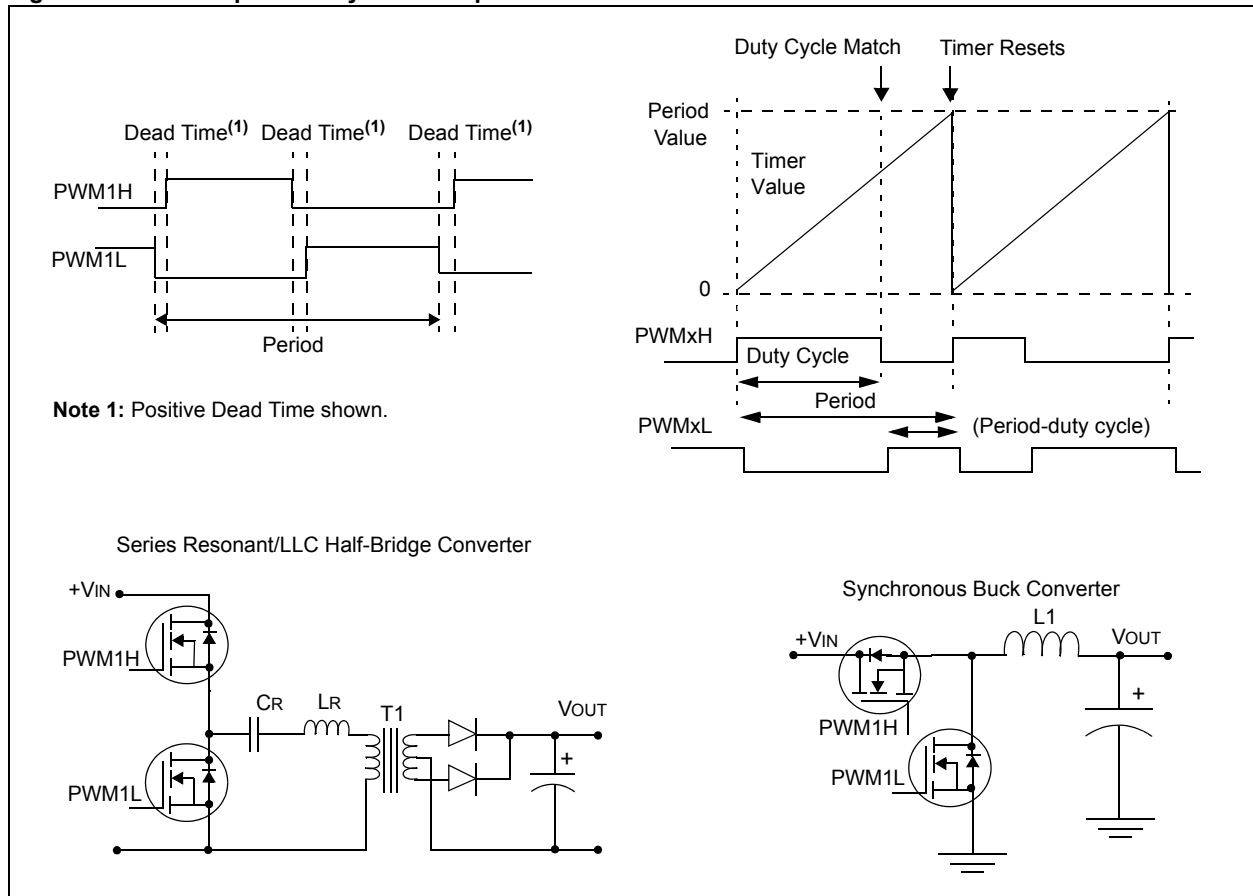 Duty Cycle Match Timer Resets
Dead Time(1) Dead Time(1) Dead Time(1)
PWM1H
PWM1L
Period
Note 1: Positive Dead Time shown.
Period
Value
Timer
Value
0
PWMxH
Duty Cycle
Period
PWMxL
(Period-duty cycle)
Series Resonant/LLC Half-Bridge Converter
+VIN
PWM1H
CR
LR
T1
VOUT
+
PWM1L
Synchronous Buck Converter
L1
+VIN
VOUT
PWM1H
+
PWM1L